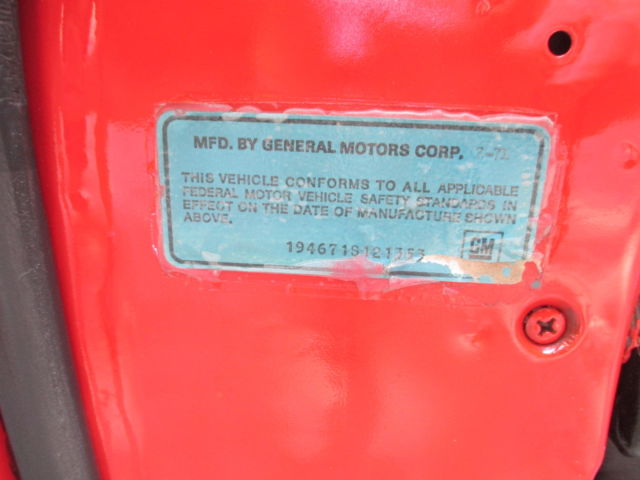 MFD. BY GENERAL MOTORS CORP.
THIS VEHICLE CONFORMS TO ALL APPLICABLE
FEDERAL MOTOR VEHICLE SAFETY STANDARDS IN
EFFECT ON THE DATE OF MANUFACTURE SHOWN
ABOVE.
194671S121353
GM